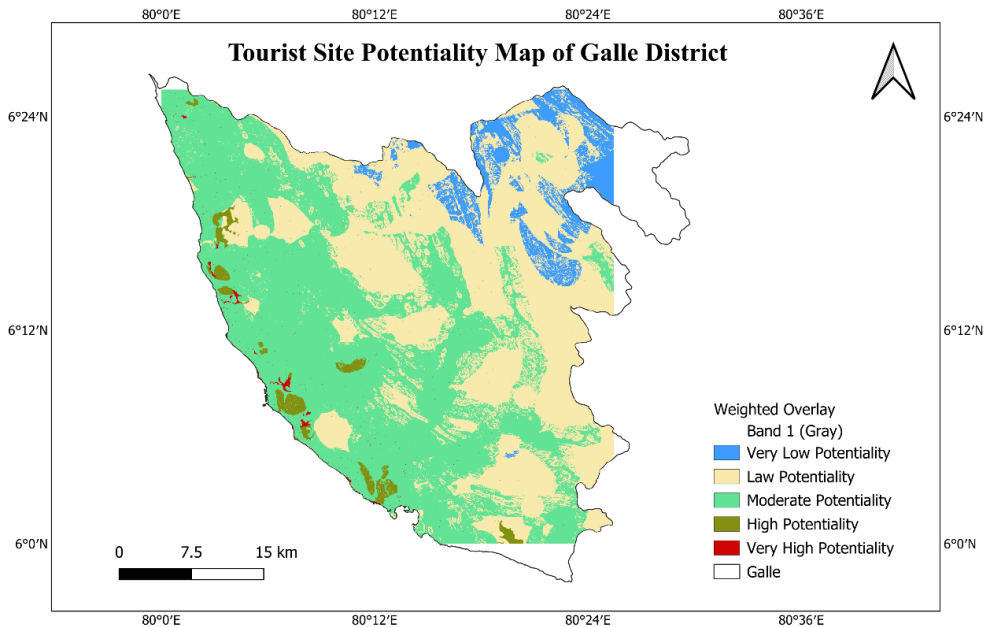 80°0′E 80°12′E 80°24′E 80°36′E
Tourist Site Potentiality Map of Galle District
6°24′N 6°24′N
6°12′N 6°12′N
Weighted Overlay
Band 1 (Gray)
Very Low Potentiality
Law Potentiality
Moderate Potentiality
High Potentiality
Very High Potentiality
Galle
6°0′N 6°0′N
0 7.5 15 km
80°0′E 80°12′E 80°24′E 80°36′E